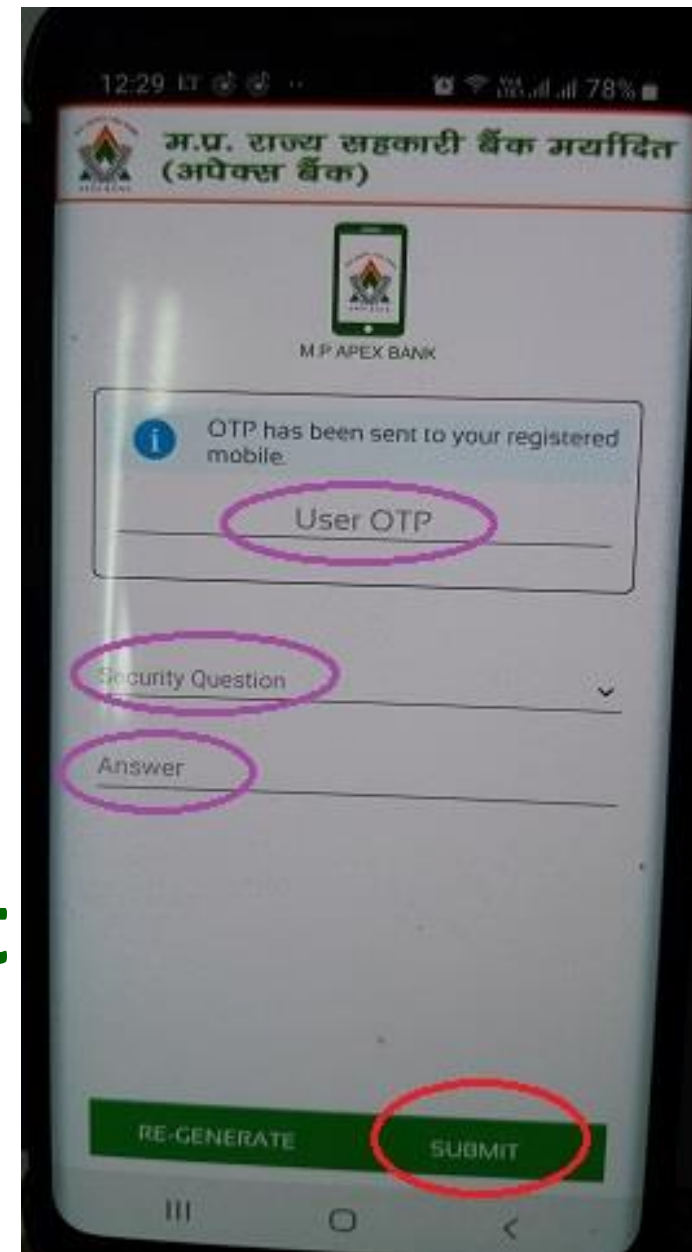 12:29
78%
म.प्र. राज्य सहकारी बैंक मर्यादित
(अपेक्स बैंक)
M.P APEX BANK
OTP has been sent to your registered
mobile.
User OTP
Security Question
Answer
RE-GENERATE SUBMIT